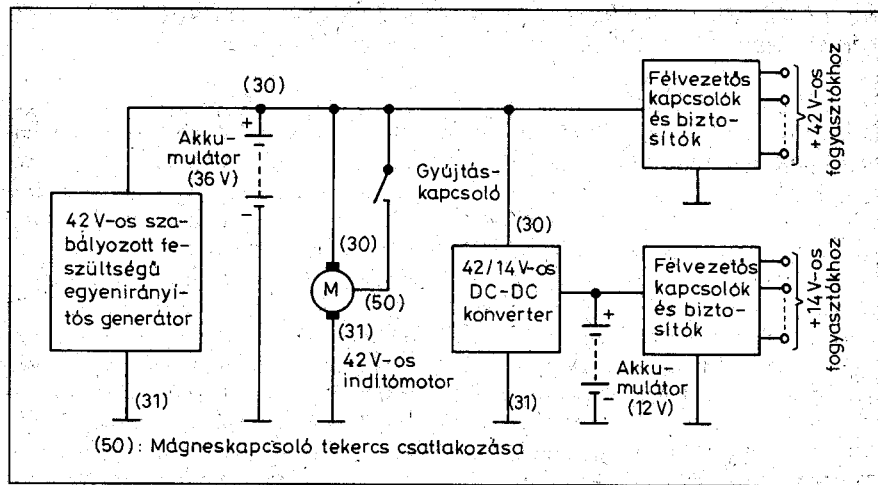 (30)
+
Akku-
mulátor
(36 V)
-
42 V-os sza-
bályozott fe-
szültségű
egyenirányí-
tós generátor
(31)
(30)
M
(50)
(31)
42 V-os
indítómotor
Gyújtás-
kapcsoló
(30)
42/14 V-os
DC-DC
konverter
(31)
+
-
Akku-
mulátor
(12 V)
Félvezetős
kapcsolók
és bizto-
sítók
+ 42 V-os
fogyasztókhoz
Félvezetős
kapcsolók
és bizto-
sítók
+ 14 V-os
fogyasztókhoz
(50): Mágneskapcsoló tekercs csatlakozása